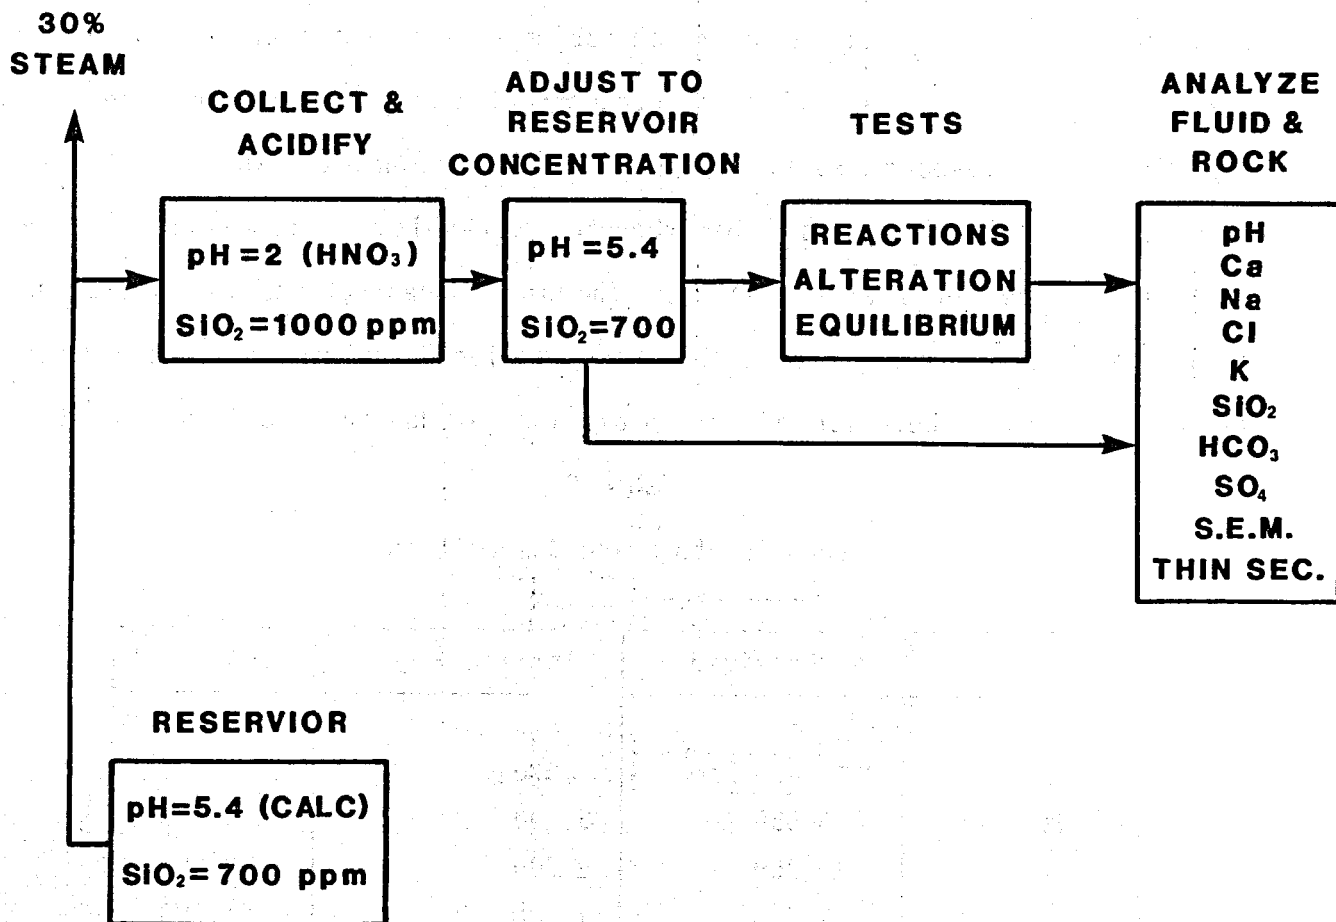 30%
STEAM
COLLECT &
ACIDIFY
pH=2 (HNO₃)
SiO₂=1000 ppm
ADJUST TO
RESERVOIR
CONCENTRATION
pH=5.4
SiO₂=700
TESTS
REACTIONS
ALTERATION
EQUILIBRIUM
ANALYZE
FLUID &
ROCK
pH
Ca
Na
Cl
K
SiO₂
HCO₃
SO₄
S.E.M.
THIN SEC.
RESERVIOR
pH=5.4 (CALC)
SiO₂= 700 ppm